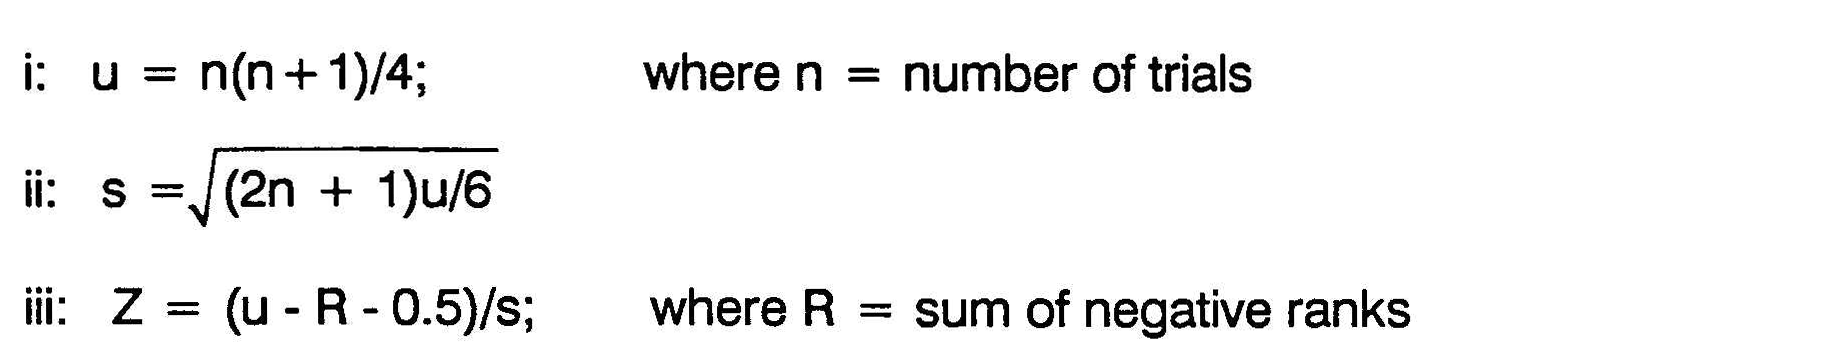 i: u = n(n+1)/4; where n = number of trials
ii: s = √(2n + 1)u/6
iii: Z = (u - R - 0.5)/s; where R = sum of negative ranks